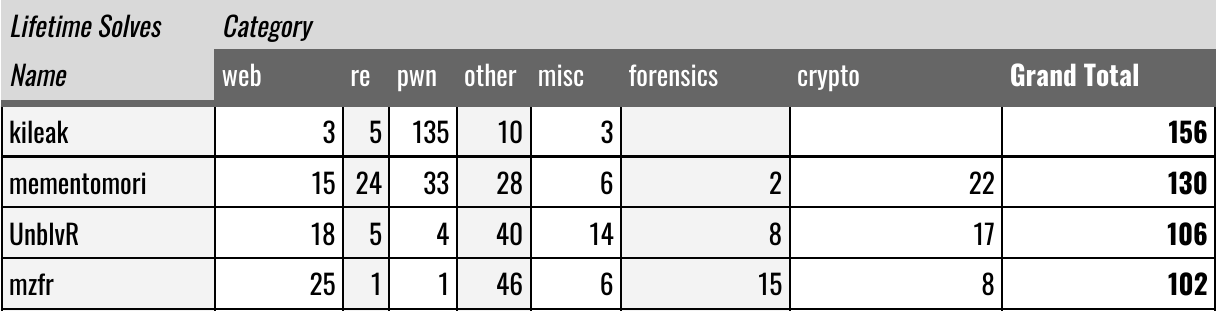 Lifetime Solves Category
Name web re pwn other misc forensics crypto Grand Total
kileak 3 5 135 10 3 156
mementomori 15 24 33 28 6 2 22 130
UnblvR 18 5 4 40 14 8 17 106
mzfr 25 1 1 46 6 15 8 102